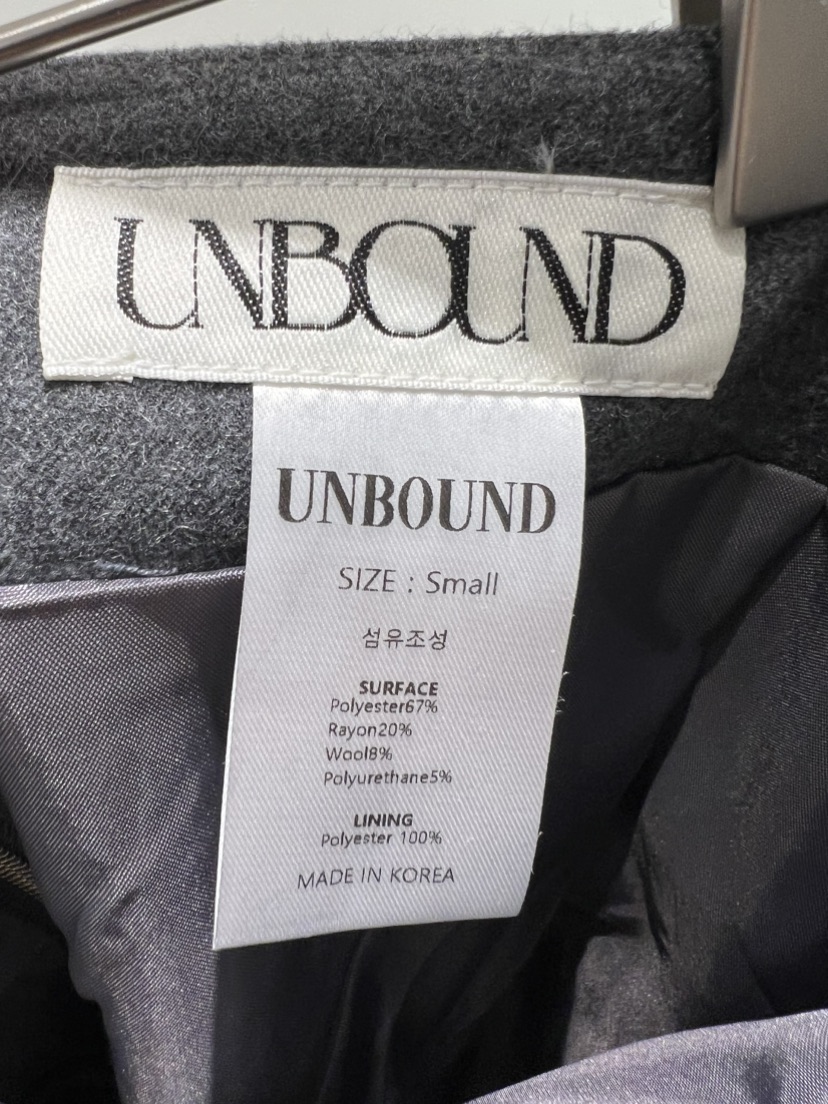 UNBOUND
UNBOUND
SIZE : Small
섬유조성
SURFACE
Polyester67%
Rayon20%
Wool8%
Polyurethane5%
LINING
Polyester 100%
MADE IN KOREA